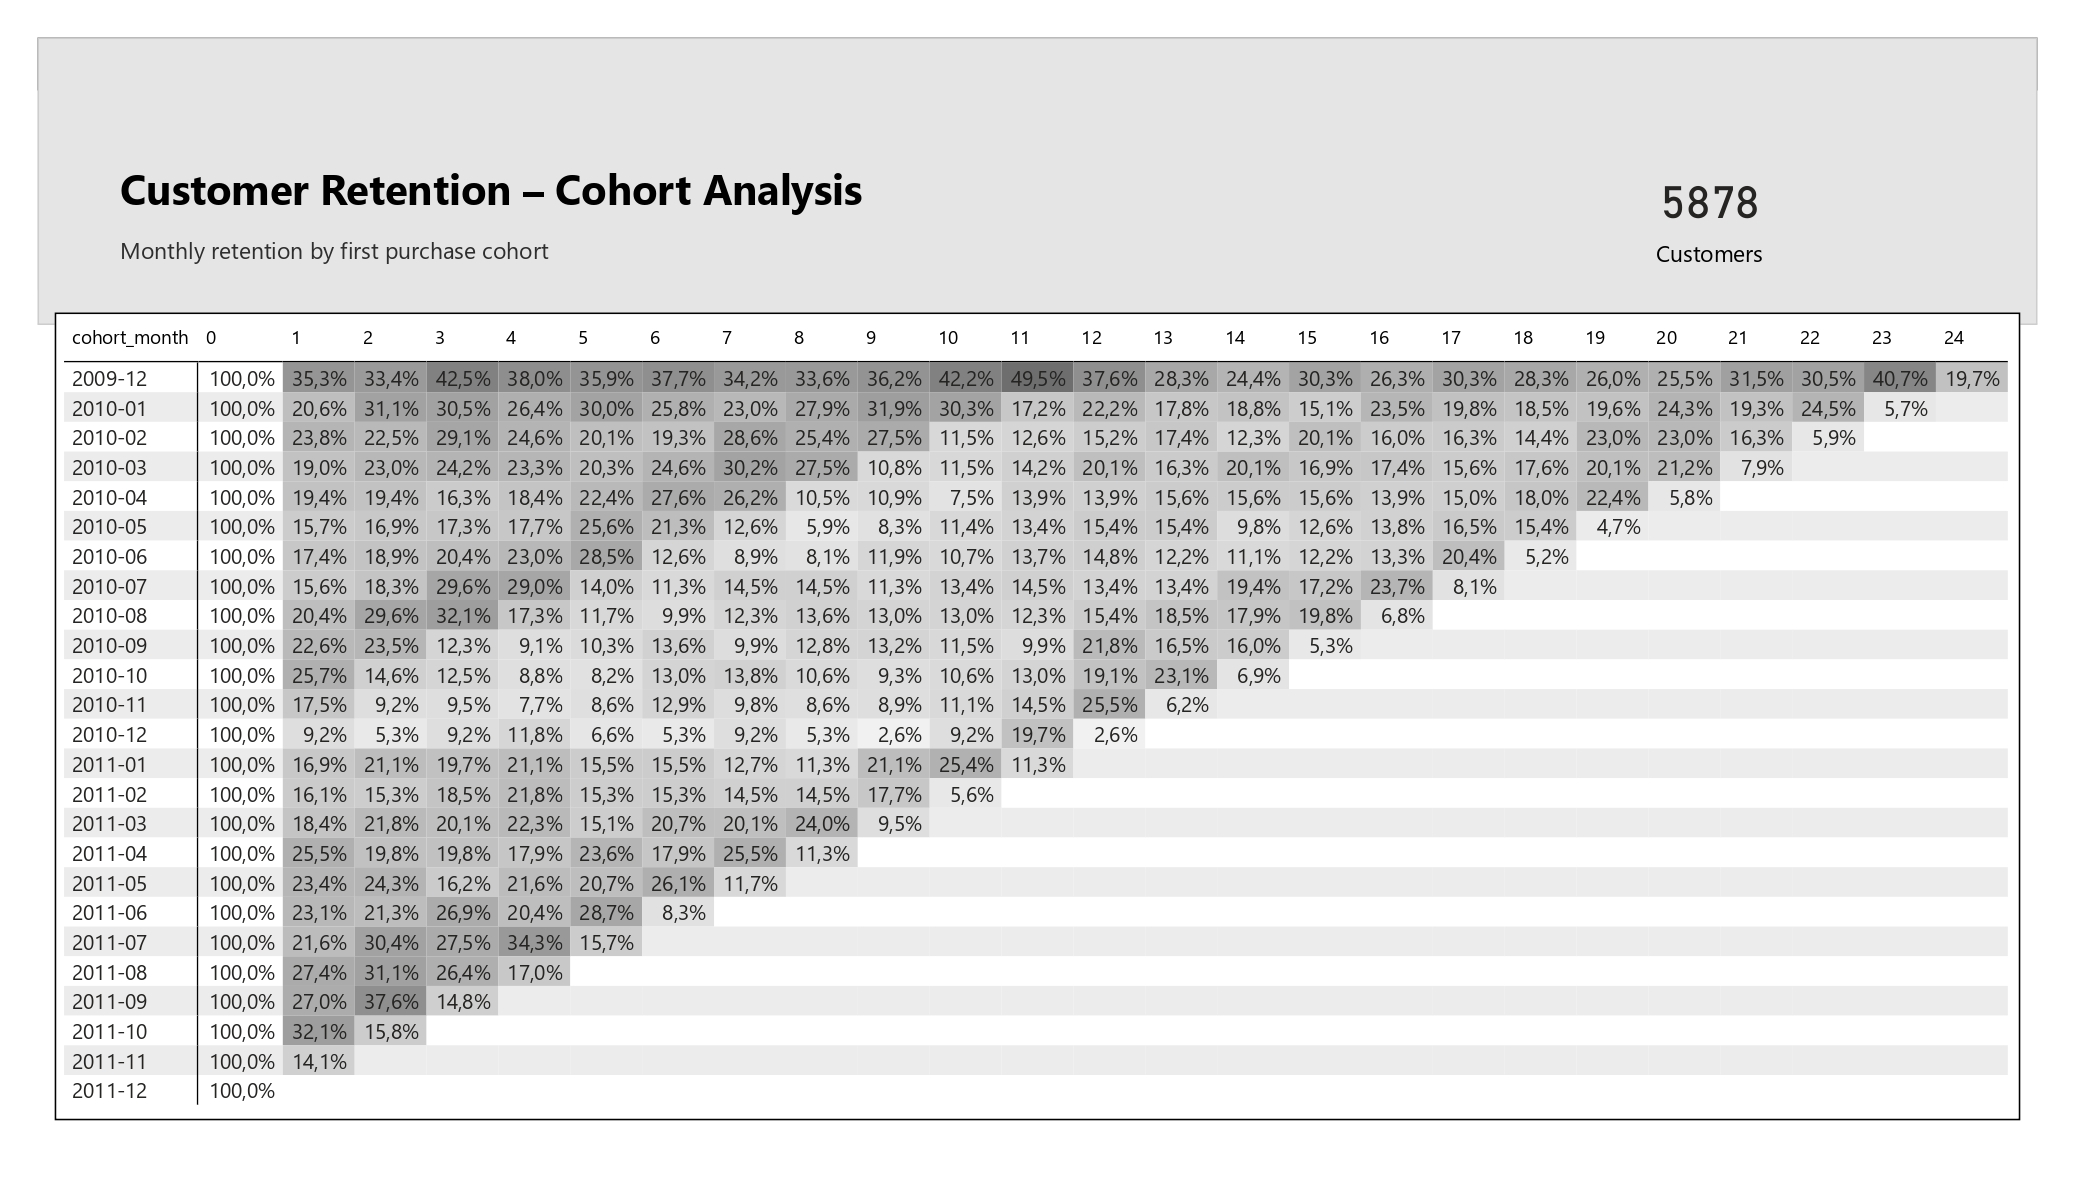 Customer Retention – Cohort Analysis
Monthly retention by first purchase cohort
5878
Customers
cohort_month 0 1 2 3 4 5 6 7 8 9 10 11 12 13 14 15 16 17 18 19 20 21 22 23 24
2009-12 100,0% 35,3% 33,4% 42,5% 38,0% 35,9% 37,7% 34,2% 33,6% 36,2% 42,2% 49,5% 37,6% 28,3% 24,4% 30,3% 26,3% 30,3% 28,3% 26,0% 25,5% 31,5% 30,5% 40,7% 19,7%
2010-01 100,0% 20,6% 31,1% 30,5% 26,4% 30,0% 25,8% 23,0% 27,9% 31,9% 30,3% 17,2% 22,2% 17,8% 18,8% 15,1% 23,5% 19,8% 18,5% 19,6% 24,3% 19,3% 24,5% 5,7%
2010-02 100,0% 23,8% 22,5% 29,1% 24,6% 20,1% 19,3% 28,6% 25,4% 27,5% 11,5% 12,6% 15,2% 17,4% 12,3% 20,1% 16,0% 16,3% 14,4% 23,0% 23,0% 16,3% 5,9%
2010-03 100,0% 19,0% 23,0% 24,2% 23,3% 20,3% 24,6% 30,2% 27,5% 10,8% 11,5% 14,2% 20,1% 16,3% 20,1% 16,9% 17,4% 15,6% 17,6% 20,1% 21,2% 7,9%
2010-04 100,0% 19,4% 19,4% 16,3% 18,4% 22,4% 27,6% 26,2% 10,5% 10,9% 7,5% 13,9% 13,9% 15,6% 15,6% 15,6% 13,9% 15,0% 18,0% 22,4% 5,8%
2010-05 100,0% 15,7% 16,9% 17,3% 17,7% 25,6% 21,3% 12,6% 5,9% 8,3% 11,4% 13,4% 15,4% 15,4% 9,8% 12,6% 13,8% 16,5% 15,4% 4,7%
2010-06 100,0% 17,4% 18,9% 20,4% 23,0% 28,5% 12,6% 8,9% 8,1% 11,9% 10,7% 13,7% 14,8% 12,2% 11,1% 12,2% 13,3% 20,4% 5,2%
2010-07 100,0% 15,6% 18,3% 29,6% 29,0% 14,0% 11,3% 14,5% 14,5% 11,3% 13,4% 14,5% 13,4% 13,4% 19,4% 17,2% 23,7% 8,1%
2010-08 100,0% 20,4% 29,6% 32,1% 17,3% 11,7% 9,9% 12,3% 13,6% 13,0% 13,0% 12,3% 15,4% 18,5% 17,9% 19,8% 6,8%
2010-09 100,0% 22,6% 23,5% 12,3% 9,1% 10,3% 13,6% 9,9% 12,8% 13,2% 11,5% 9,9% 21,8% 16,5% 16,0% 5,3%
2010-10 100,0% 25,7% 14,6% 12,5% 8,8% 8,2% 13,0% 13,8% 10,6% 9,3% 10,6% 13,0% 19,1% 23,1% 6,9%
2010-11 100,0% 17,5% 9,2% 9,5% 7,7% 8,6% 12,9% 9,8% 8,6% 8,9% 11,1% 14,5% 25,5% 6,2%
2010-12 100,0% 9,2% 5,3% 9,2% 11,8% 6,6% 5,3% 9,2% 5,3% 2,6% 9,2% 19,7% 2,6%
2011-01 100,0% 16,9% 21,1% 19,7% 21,1% 15,5% 15,5% 12,7% 11,3% 21,1% 25,4% 11,3%
2011-02 100,0% 16,1% 15,3% 18,5% 21,8% 15,3% 15,3% 14,5% 14,5% 17,7% 5,6%
2011-03 100,0% 18,4% 21,8% 20,1% 22,3% 15,1% 20,7% 20,1% 24,0% 9,5%
2011-04 100,0% 25,5% 19,8% 19,8% 17,9% 23,6% 17,9% 25,5% 11,3%
2011-05 100,0% 23,4% 24,3% 16,2% 21,6% 20,7% 26,1% 11,7%
2011-06 100,0% 23,1% 21,3% 26,9% 20,4% 28,7% 8,3%
2011-07 100,0% 21,6% 30,4% 27,5% 34,3% 15,7%
2011-08 100,0% 27,4% 31,1% 26,4% 17,0%
2011-09 100,0% 27,0% 37,6% 14,8%
2011-10 100,0% 32,1% 15,8%
2011-11 100,0% 14,1%
2011-12 100,0%